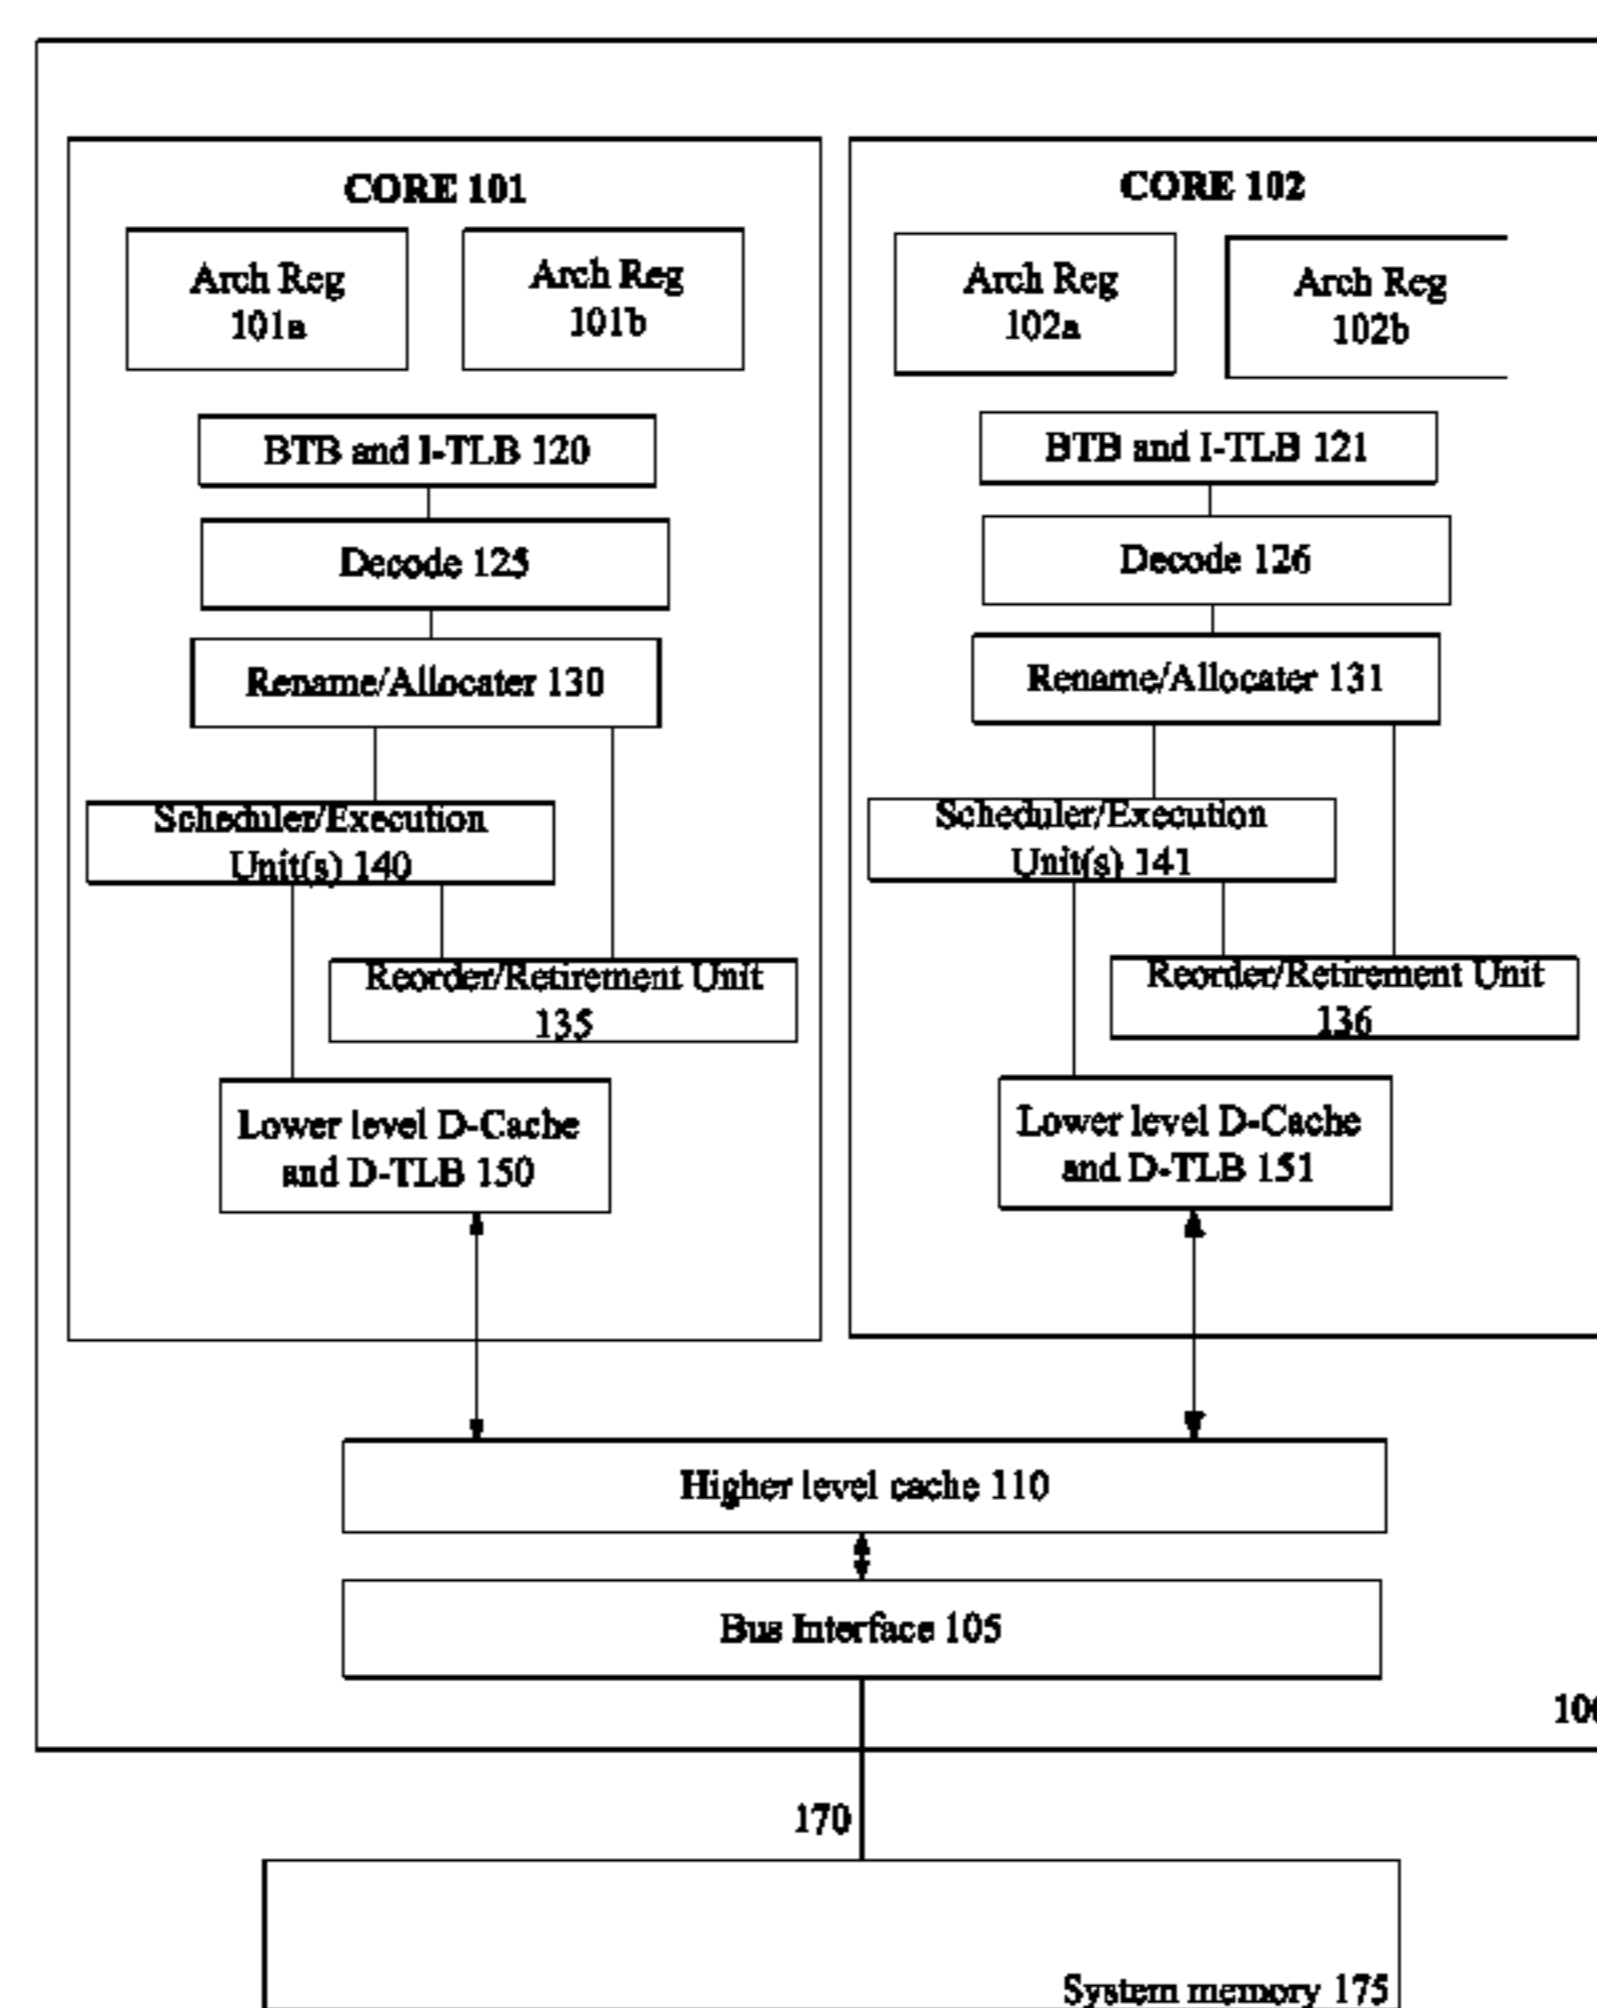 CORE 101
Arch Reg
101a
Arch Reg
101b
BTB and I-TLB 120
Decode 125
Rename/Allocater 130
Scheduler/Execution
Unit(s) 140
Reorder/Retirement Unit
135
Lower level D-Cache
and D-TLB 150
CORE 102
Arch Reg
102a
Arch Reg
102b
BTB and I-TLB 121
Decode 126
Rename/Allocater 131
Scheduler/Execution
Unit(s) 141
Reorder/Retirement Unit
136
Lower level D-Cache
and D-TLB 151
Higher level cache 110
Bus Interface 105
170
System memory 175